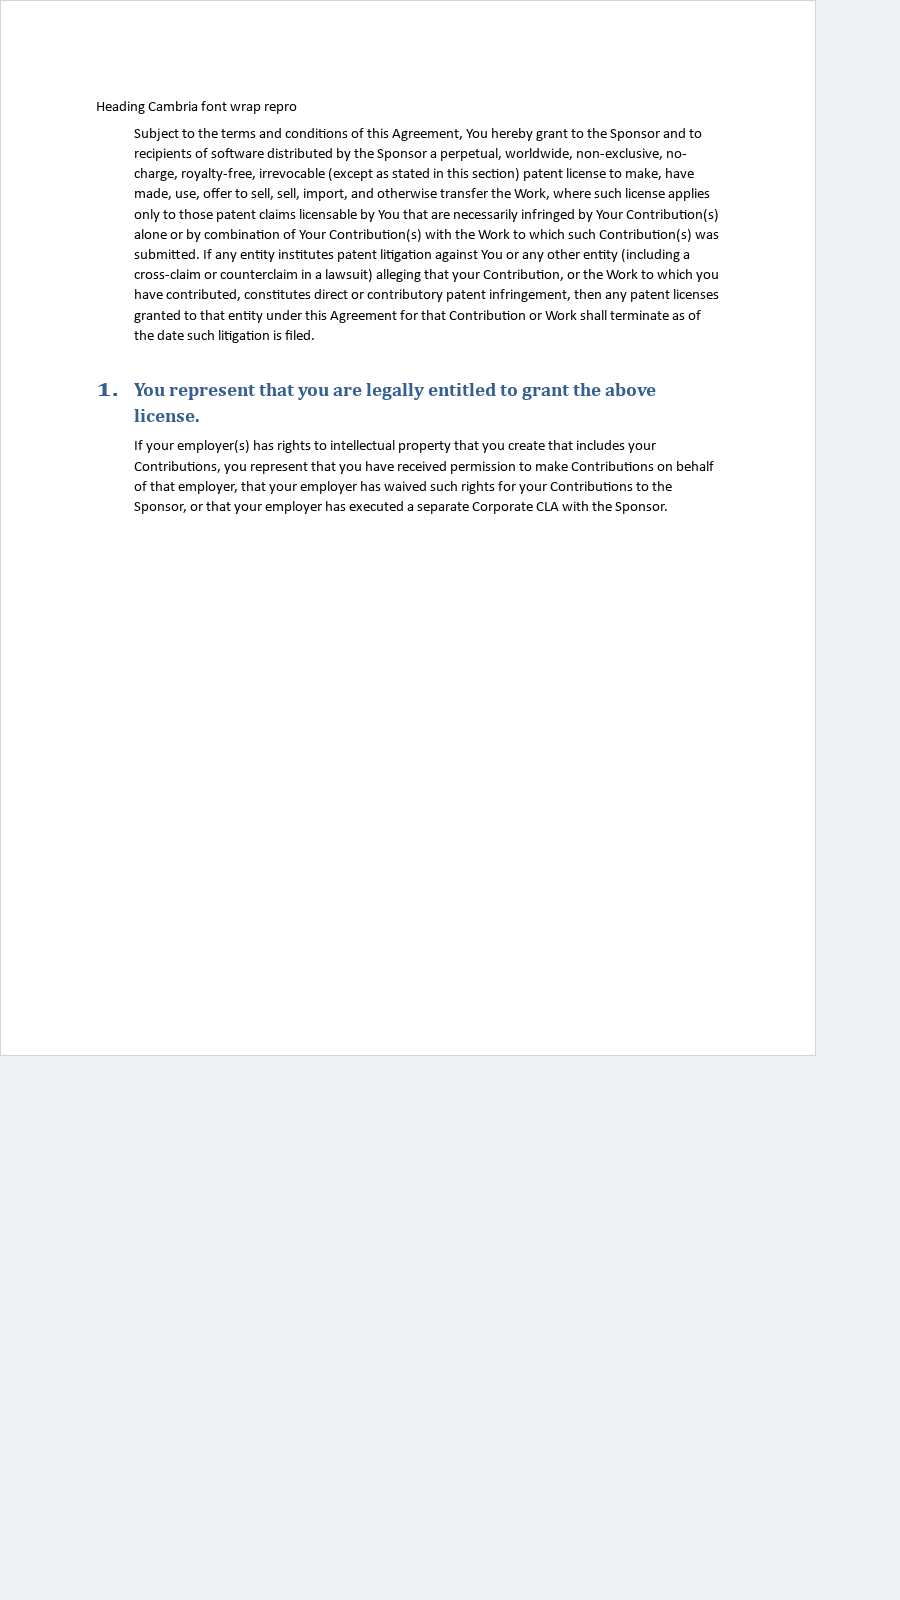 Heading Cambria font wrap repro
Subject to the terms and conditions of this Agreement, You hereby grant to the Sponsor and to
recipients of software distributed by the Sponsor a perpetual, worldwide, non-exclusive, no-
charge, royalty-free, irrevocable (except as stated in this section) patent license to make, have
made, use, offer to sell, sell, import, and otherwise transfer the Work, where such license applies
only to those patent claims licensable by You that are necessarily infringed by Your Contribution(s)
alone or by combination of Your Contribution(s) with the Work to which such Contribution(s) was
submitted. If any entity institutes patent litigation against You or any other entity (including a
cross-claim or counterclaim in a lawsuit) alleging that your Contribution, or the Work to which you
have contributed, constitutes direct or contributory patent infringement, then any patent licenses
granted to that entity under this Agreement for that Contribution or Work shall terminate as of
the date such litigation is filed.
1. You represent that you are legally entitled to grant the above
license.
If your employer(s) has rights to intellectual property that you create that includes your
Contributions, you represent that you have received permission to make Contributions on behalf
of that employer, that your employer has waived such rights for your Contributions to the
Sponsor, or that your employer has executed a separate Corporate CLA with the Sponsor.